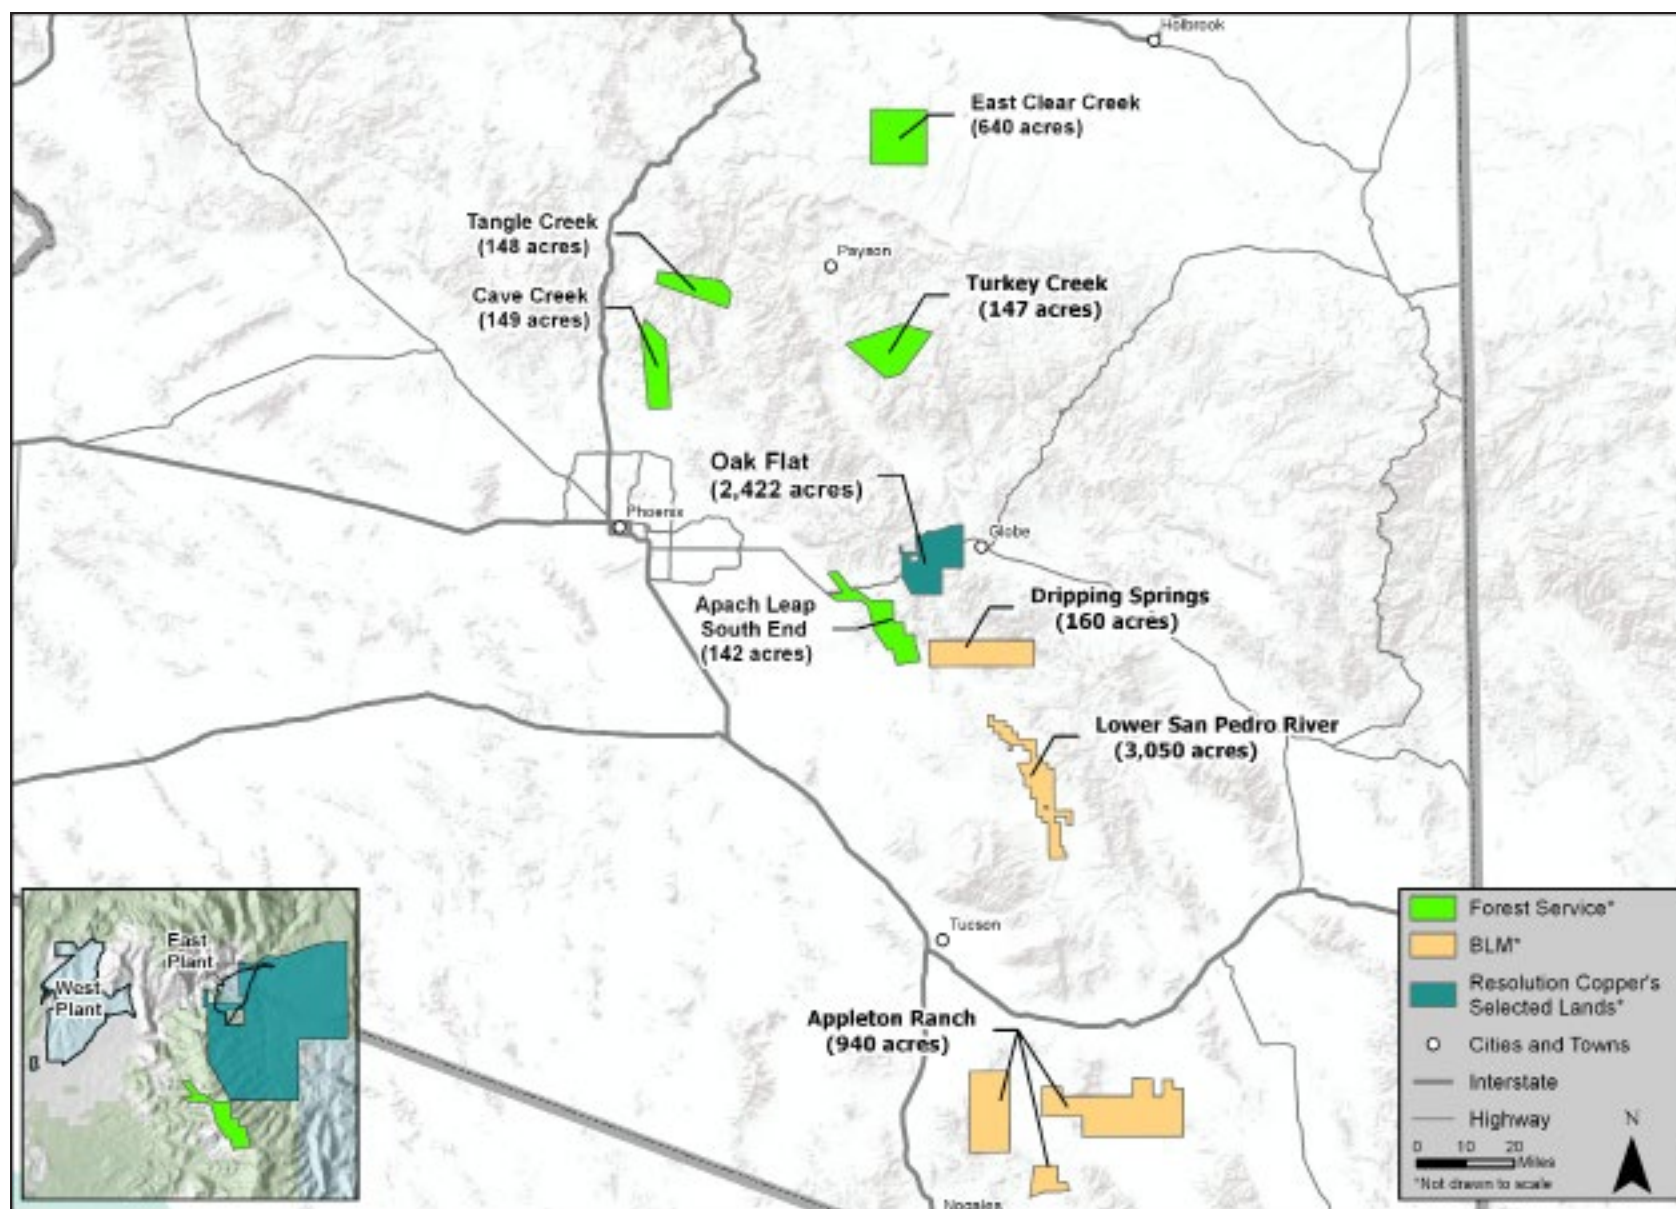 Holbrook
East Clear Creek
(640 acres)
Tangle Creek
(148 acres)
Payson
Cave Creek
(149 acres)
Turkey Creek
(147 acres)
Oak Flat
(2,422 acres)
Phoenix
Globe
Apach Leap
South End
(142 acres)
Dripping Springs
(160 acres)
Lower San Pedro River
(3,050 acres)
Tucson
Appleton Ranch
(940 acres)
Nogales
East
Plant
West
Plant
Forest Service*
BLM*
Resolution Copper's
Selected Lands*
Cities and Towns
Interstate
Highway
N
0 10 20
Miles
*Not drawn to scale